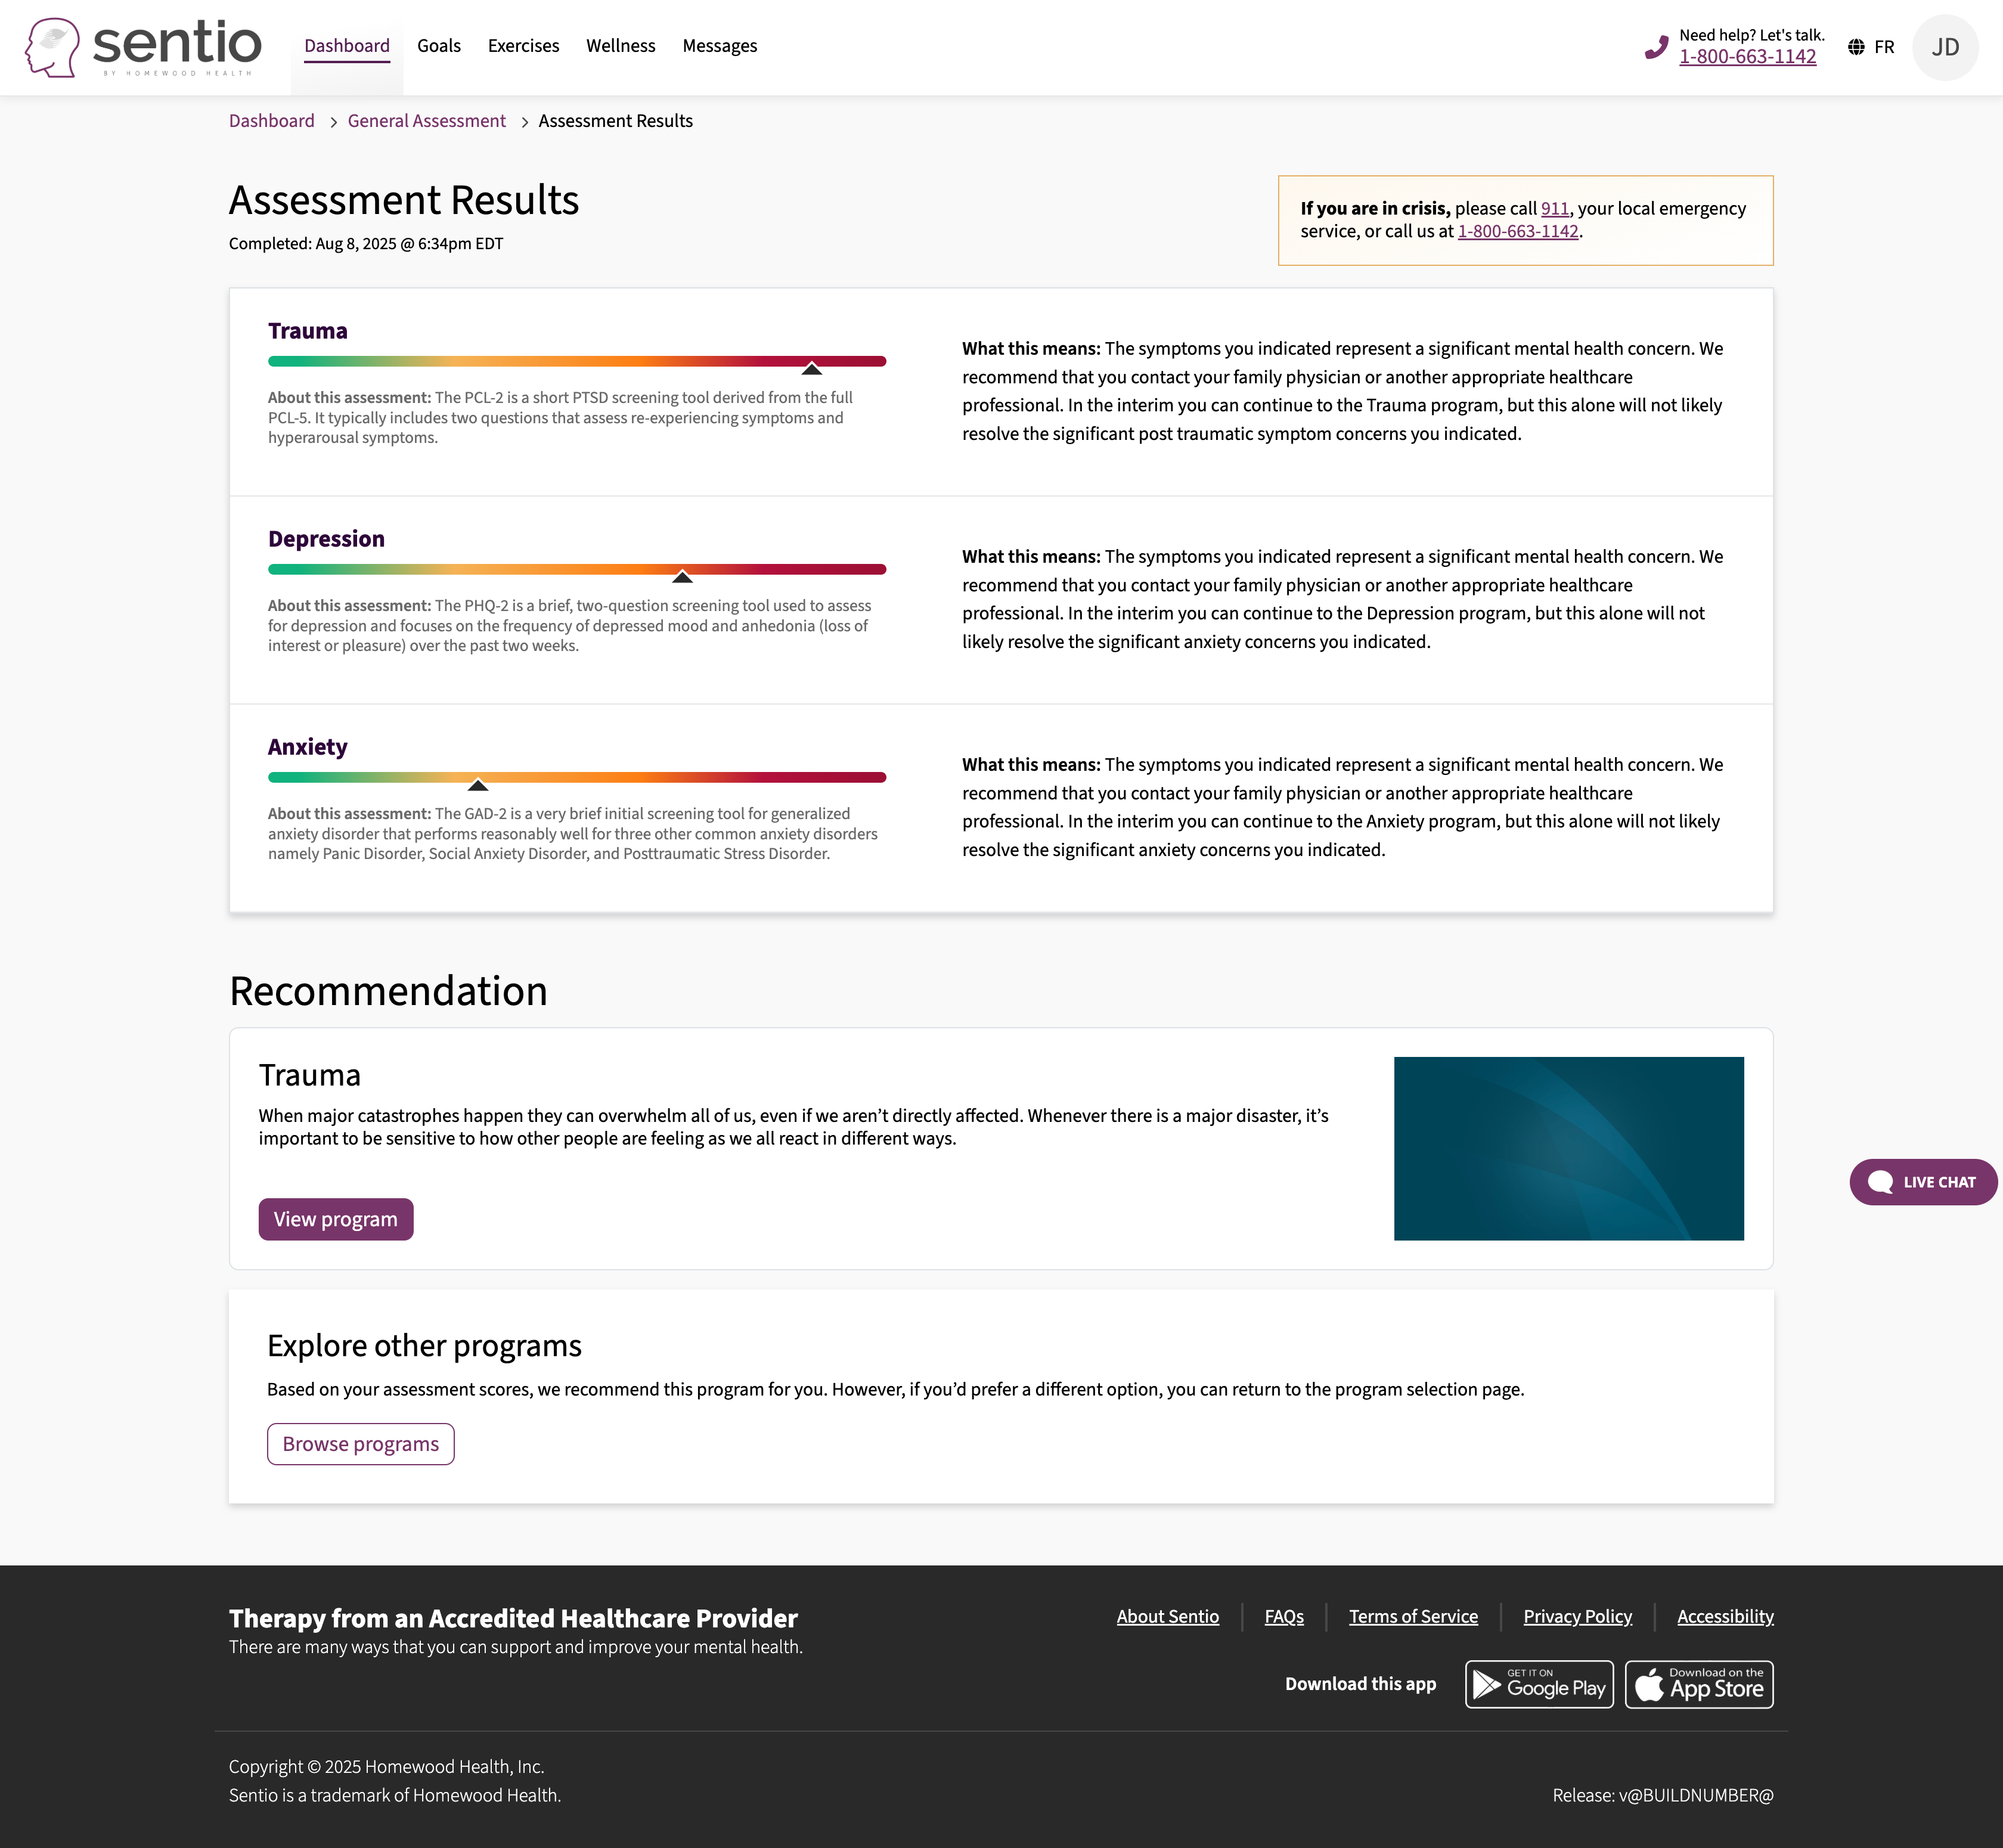 sentio
BY HOMEWOOD HEALTH
Dashboard
Goals
Exercises
Wellness
Messages
Need help? Let's talk.
1-800-663-1142
FR
JD
Dashboard > General Assessment > Assessment Results
Assessment Results
Completed: Aug 8, 2025 @ 6:34pm EDT
If you are in crisis, please call 911, your local emergency
service, or call us at 1-800-663-1142.
Trauma
About this assessment: The PCL-2 is a short PTSD screening tool derived from the full
PCL-5. It typically includes two questions that assess re-experiencing symptoms and
hyperarousal symptoms.
What this means: The symptoms you indicated represent a significant mental health concern. We
recommend that you contact your family physician or another appropriate healthcare
professional. In the interim you can continue to the Trauma program, but this alone will not likely
resolve the significant post traumatic symptom concerns you indicated.
Depression
About this assessment: The PHQ-2 is a brief, two-question screening tool used to assess
for depression and focuses on the frequency of depressed mood and anhedonia (loss of
interest or pleasure) over the past two weeks.
What this means: The symptoms you indicated represent a significant mental health concern. We
recommend that you contact your family physician or another appropriate healthcare
professional. In the interim you can continue to the Depression program, but this alone will not
likely resolve the significant anxiety concerns you indicated.
Anxiety
About this assessment: The GAD-2 is a very brief initial screening tool for generalized
anxiety disorder that performs reasonably well for three other common anxiety disorders
namely Panic Disorder, Social Anxiety Disorder, and Posttraumatic Stress Disorder.
What this means: The symptoms you indicated represent a significant mental health concern. We
recommend that you contact your family physician or another appropriate healthcare
professional. In the interim you can continue to the Anxiety program, but this alone will not likely
resolve the significant anxiety concerns you indicated.
Recommendation
Trauma
When major catastrophes happen they can overwhelm all of us, even if we aren’t directly affected. Whenever there is a major disaster, it’s
important to be sensitive to how other people are feeling as we all react in different ways.
View program
LIVE CHAT
Explore other programs
Based on your assessment scores, we recommend this program for you. However, if you’d prefer a different option, you can return to the program selection page.
Browse programs
Therapy from an Accredited Healthcare Provider
There are many ways that you can support and improve your mental health.
About Sentio
FAQs
Terms of Service
Privacy Policy
Accessibility
Download this app
GET IT ON
Google Play
Download on the
App Store
Copyright © 2025 Homewood Health, Inc.
Sentio is a trademark of Homewood Health.
Release: v@BUILDNUMBER@